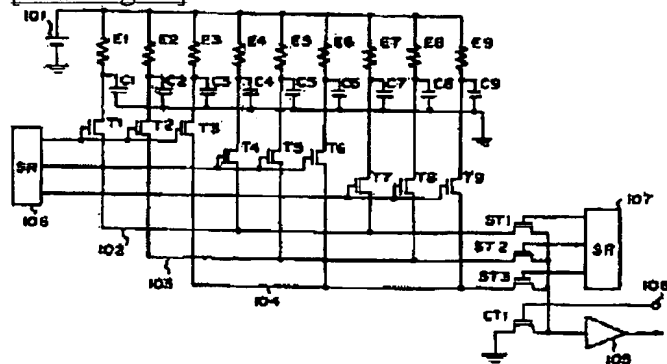 101
E1 E2 E3 E4 E5 E6 E7 E8 E9
C1 C2 C3 C4 C5 C6 C7 C8 C9
T1 T2 T3
T4 T5 T6
T7 T8 T9
SR
106
107
102
ST1
ST2
SR
103
ST3
104
108
CT1
105